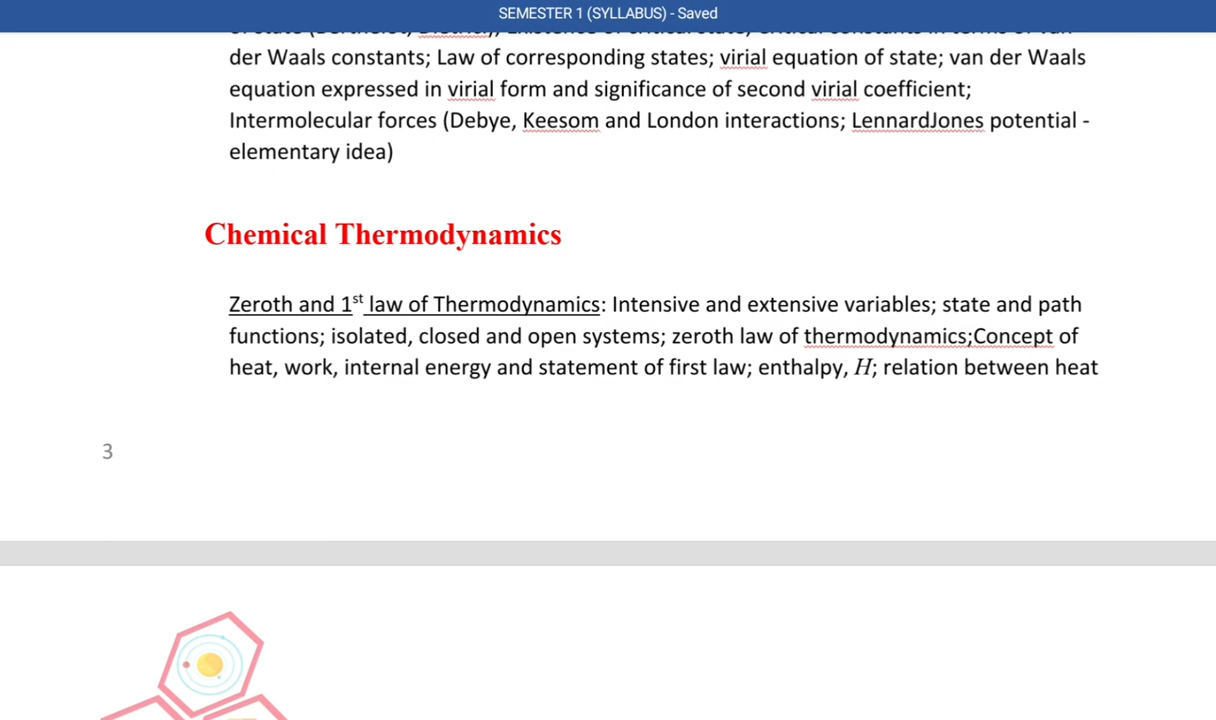 SEMESTER 1 (SYLLABUS) - Saved
der Waals constants; Law of corresponding states; virial equation of state; van der Waals
equation expressed in virial form and significance of second virial coefficient;
Intermolecular forces (Debye, Keesom and London interactions; LennardJones potential -
elementary idea)
Chemical Thermodynamics
Zeroth and 1st law of Thermodynamics: Intensive and extensive variables; state and path
functions; isolated, closed and open systems; zeroth law of thermodynamics;Concept of
heat, work, internal energy and statement of first law; enthalpy, H; relation between heat
3